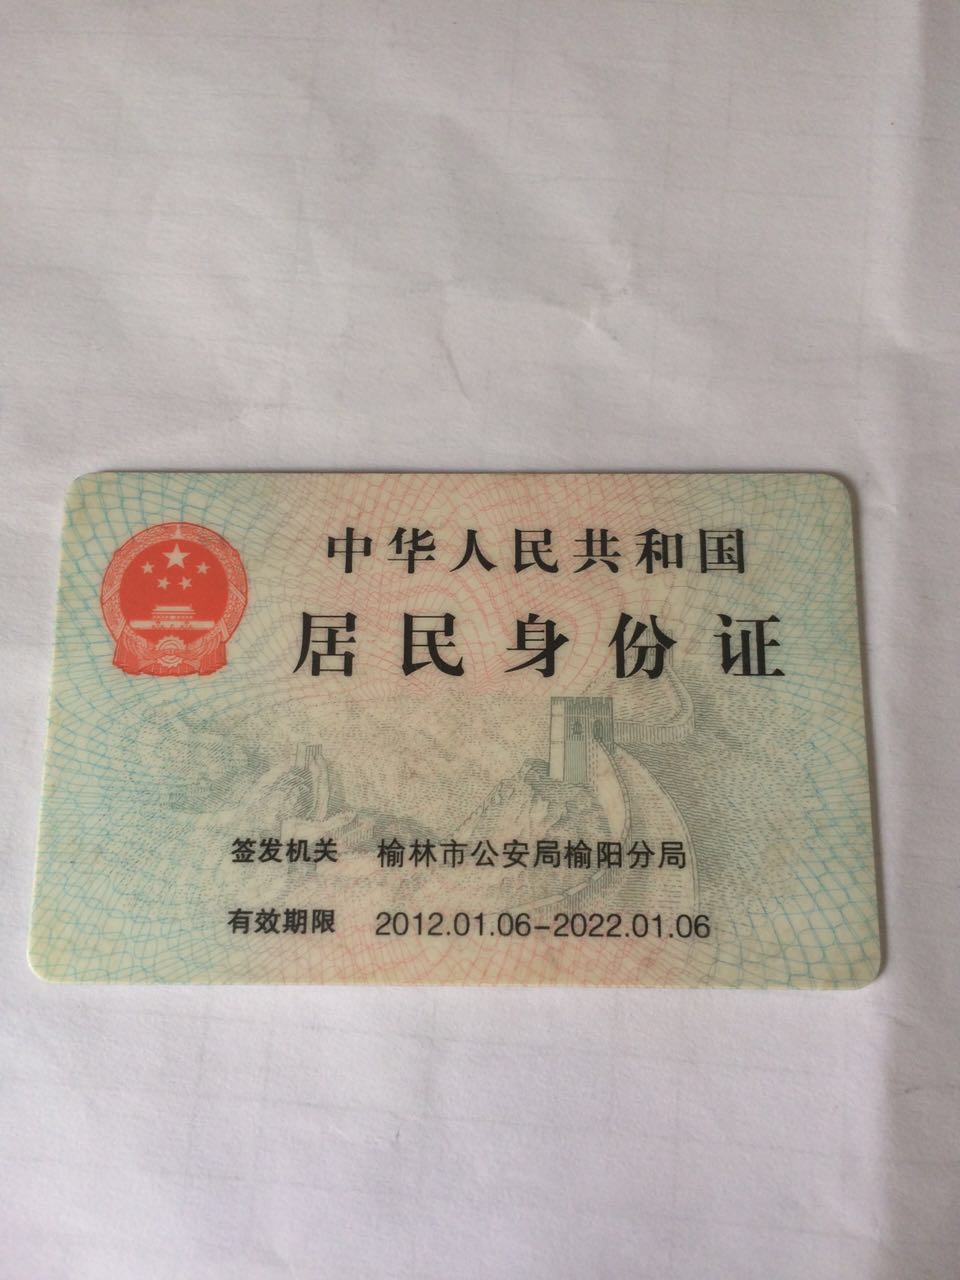 中华人民共和国
居民身份证
签发机关 榆林市公安局榆阳分局
有效期限 2012.01.06-2022.01.06